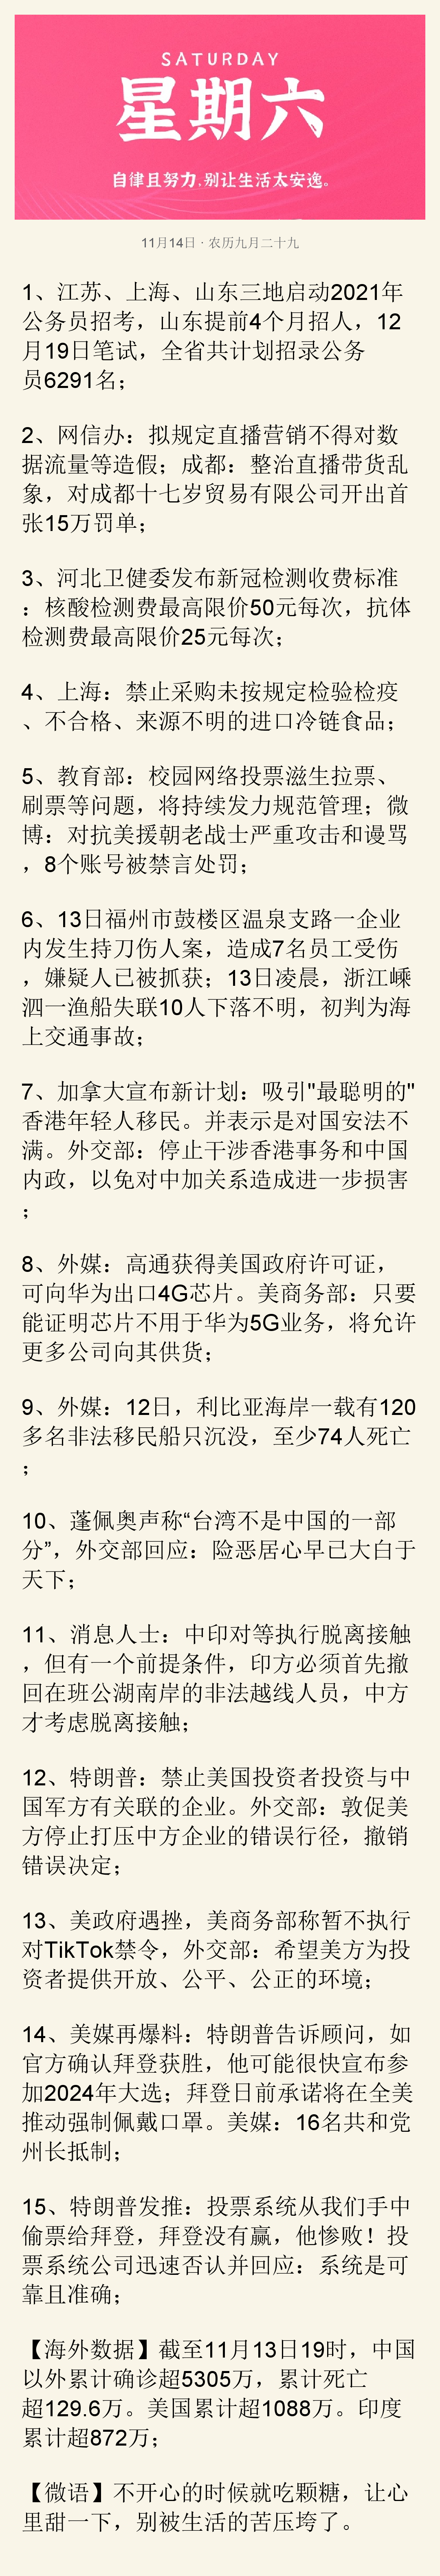 SATURDAY
星期六
自律且努力,别让生活太安逸。
11月14日 · 农历九月二十九
1、江苏、上海、山东三地启动2021年
公务员招考，山东提前4个月招人，12
月19日笔试，全省共计划招录公务
员6291名；
2、网信办：拟规定直播营销不得对数
据流量等造假；成都：整治直播带货乱
象，对成都十七岁贸易有限公司开出首
张15万罚单；
3、河北卫健委发布新冠检测收费标准
：核酸检测费最高限价50元每次，抗体
检测费最高限价25元每次；
4、上海：禁止采购未按规定检验检疫
、不合格、来源不明的进口冷链食品；
5、教育部：校园网络投票滋生拉票、
刷票等问题，将持续发力规范管理；微
博：对抗美援朝老战士严重攻击和谩骂
，8个账号被禁言处罚；
6、13日福州市鼓楼区温泉支路一企业
内发生持刀伤人案，造成7名员工受伤
，嫌疑人已被抓获；13日凌晨，浙江嵊
泗一渔船失联10人下落不明，初判为海
上交通事故；
7、加拿大宣布新计划：吸引"最聪明的"
香港年轻人移民。并表示是对国安法不
满。外交部：停止干涉香港事务和中国
内政，以免对中加关系造成进一步损害
；
8、外媒：高通获得美国政府许可证，
可向华为出口4G芯片。美商务部：只要
能证明芯片不用于华为5G业务，将允许
更多公司向其供货；
9、外媒：12日，利比亚海岸一载有120
多名非法移民船只沉没，至少74人死亡
；
10、蓬佩奥声称“台湾不是中国的一部
分”，外交部回应：险恶居心早已大白于
天下；
11、消息人士：中印对等执行脱离接触
，但有一个前提条件，印方必须首先撤
回在班公湖南岸的非法越线人员，中方
才考虑脱离接触；
12、特朗普：禁止美国投资者投资与中
国军方有关联的企业。外交部：敦促美
方停止打压中方企业的错误行径，撤销
错误决定；
13、美政府遇挫，美商务部称暂不执行
对TikTok禁令，外交部：希望美方为投
资者提供开放、公平、公正的环境；
14、美媒再爆料：特朗普告诉顾问，如
官方确认拜登获胜，他可能很快宣布参
加2024年大选；拜登日前承诺将在全美
推动强制佩戴口罩。美媒：16名共和党
州长抵制；
15、特朗普发推：投票系统从我们手中
偷票给拜登，拜登没有赢，他惨败！投
票系统公司迅速否认并回应：系统是可
靠且准确；
【海外数据】截至11月13日19时，中国
以外累计确诊超5305万，累计死亡
超129.6万。美国累计超1088万。印度
累计超872万；
【微语】不开心的时候就吃颗糖，让心
里甜一下，别被生活的苦压垮了。